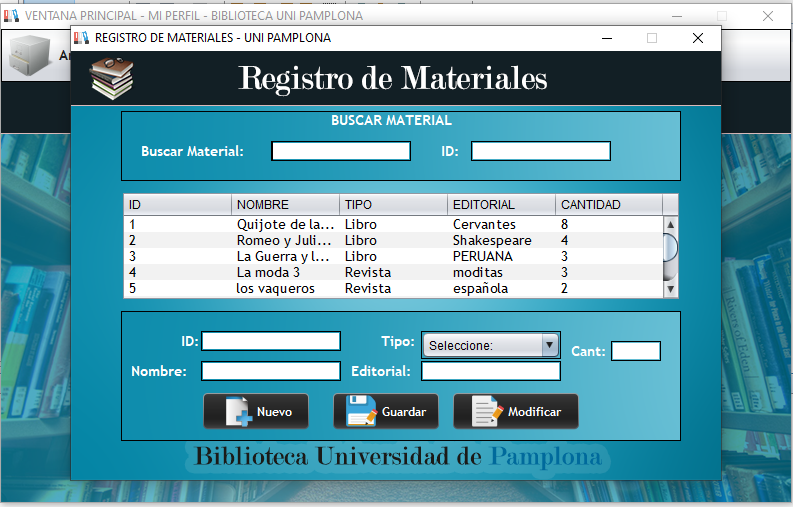 VENTANA PRINCIPAL - MI PERFIL - BIBLIOTECA UNI PAMPLONA
REGISTRO DE MATERIALES - UNI PAMPLONA
Registro de Materiales
BUSCAR MATERIAL
Buscar Material: ID:
ID NOMBRE TIPO EDITORIAL CANTIDAD
1 Quijote de la... Libro Cervantes 8
2 Romeo y Juli... Libro Shakespeare 4
3 La Guerra y l... Libro PERUANA 3
4 La moda 3 Revista moditas 3
5 los vaqueros Revista española 2
ID: Tipo: Seleccione: Cant:
Nombre: Editorial:
Nuevo Guardar Modificar
Biblioteca Universidad de Pamplona
Rivers of Eden